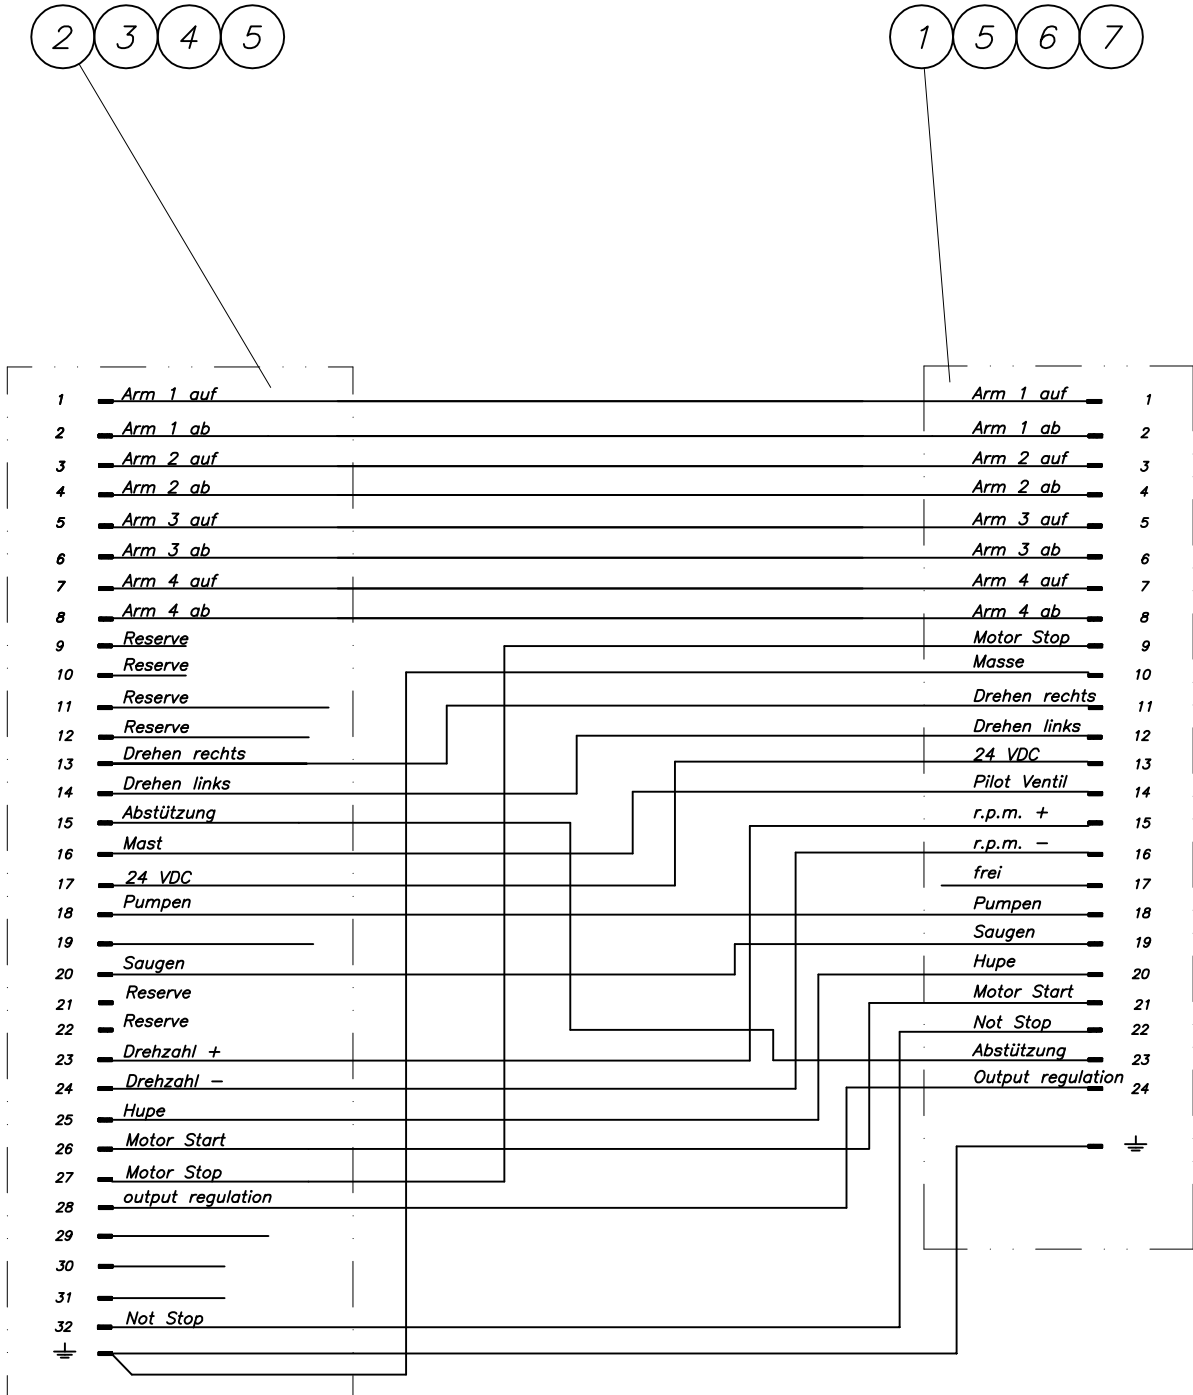 2 3 4 5
1 5 6 7
1 Arm 1 auf
2 Arm 1 ab
3 Arm 2 auf
4 Arm 2 ab
5 Arm 3 auf
6 Arm 3 ab
7 Arm 4 auf
8 Arm 4 ab
9 Reserve
10 Reserve
11 Reserve
12 Reserve
13 Drehen rechts
14 Drehen links
15 Abstützung
16 Mast
17 24 VDC
18 Pumpen
19
20 Saugen
21 Reserve
22 Reserve
23 Drehzahl +
24 Drehzahl -
25 Hupe
26 Motor Start
27 Motor Stop
28 output regulation
29
30
31
32 Not Stop
Arm 1 auf 1
Arm 1 ab 2
Arm 2 auf 3
Arm 2 ab 4
Arm 3 auf 5
Arm 3 ab 6
Arm 4 auf 7
Arm 4 ab 8
Motor Stop 9
Masse 10
Drehen rechts 11
Drehen links 12
24 VDC 13
Pilot Ventil 14
r.p.m. + 15
r.p.m. - 16
frei 17
Pumpen 18
Saugen 19
Hupe 20
Motor Start 21
Not Stop 22
Abstützung 23
Output regulation 24